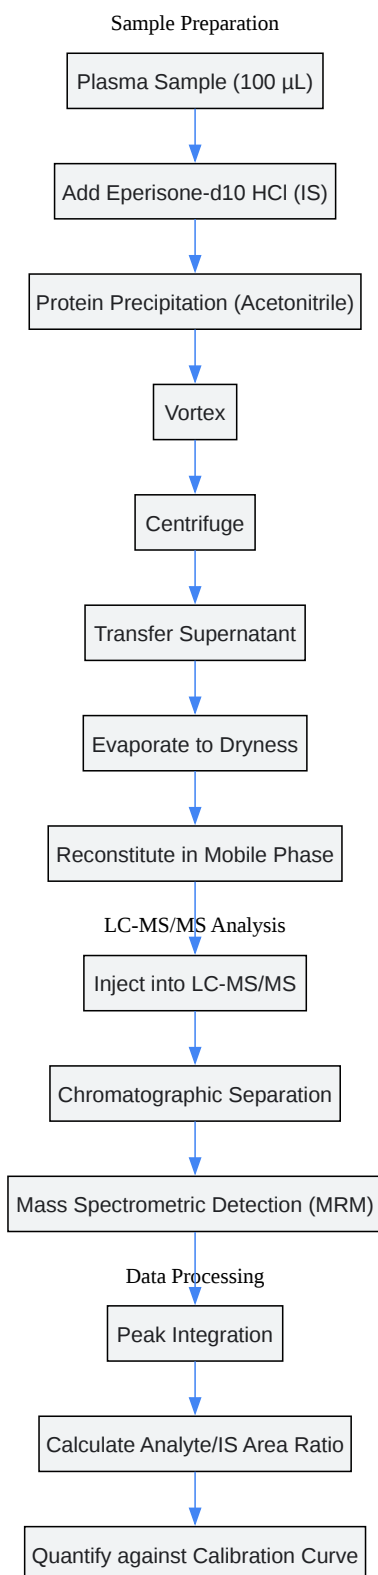 Sample Preparation
Plasma Sample (100 µL)
Add Eperisone-d10 HCl (IS)
Protein Precipitation (Acetonitrile)
Vortex
Centrifuge
Transfer Supernatant
Evaporate to Dryness
Reconstitute in Mobile Phase
LC-MS/MS Analysis
Inject into LC-MS/MS
Chromatographic Separation
Mass Spectrometric Detection (MRM)
Data Processing
Peak Integration
Calculate Analyte/IS Area Ratio
Quantify against Calibration Curve